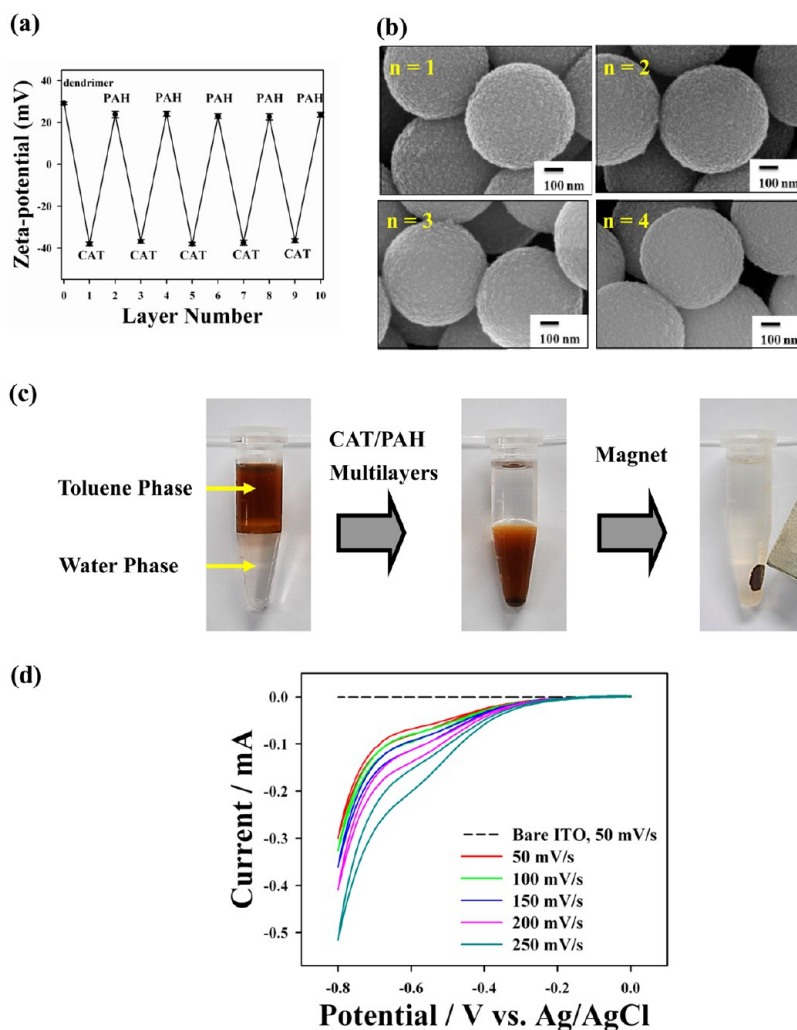 (a)
Zeta-potential (mV)
40
20
0
-20
-40
dendrimer
PAH PAH PAH PAH PAH
CAT CAT CAT CAT CAT
0 1 2 3 4 5 6 7 8 9 10
Layer Number
(b)
n = 1
100 nm
n = 2
100 nm
n = 3
100 nm
n = 4
100 nm
(c)
Toluene Phase
Water Phase
CAT/PAH
Multilayers
Magnet
(d)
Current / mA
0.0
-0.1
-0.2
-0.3
-0.4
-0.5
Bare ITO, 50 mV/s
50 mV/s
100 mV/s
150 mV/s
200 mV/s
250 mV/s
-0.8 -0.6 -0.4 -0.2 0.0
Potential / V vs. Ag/AgCl